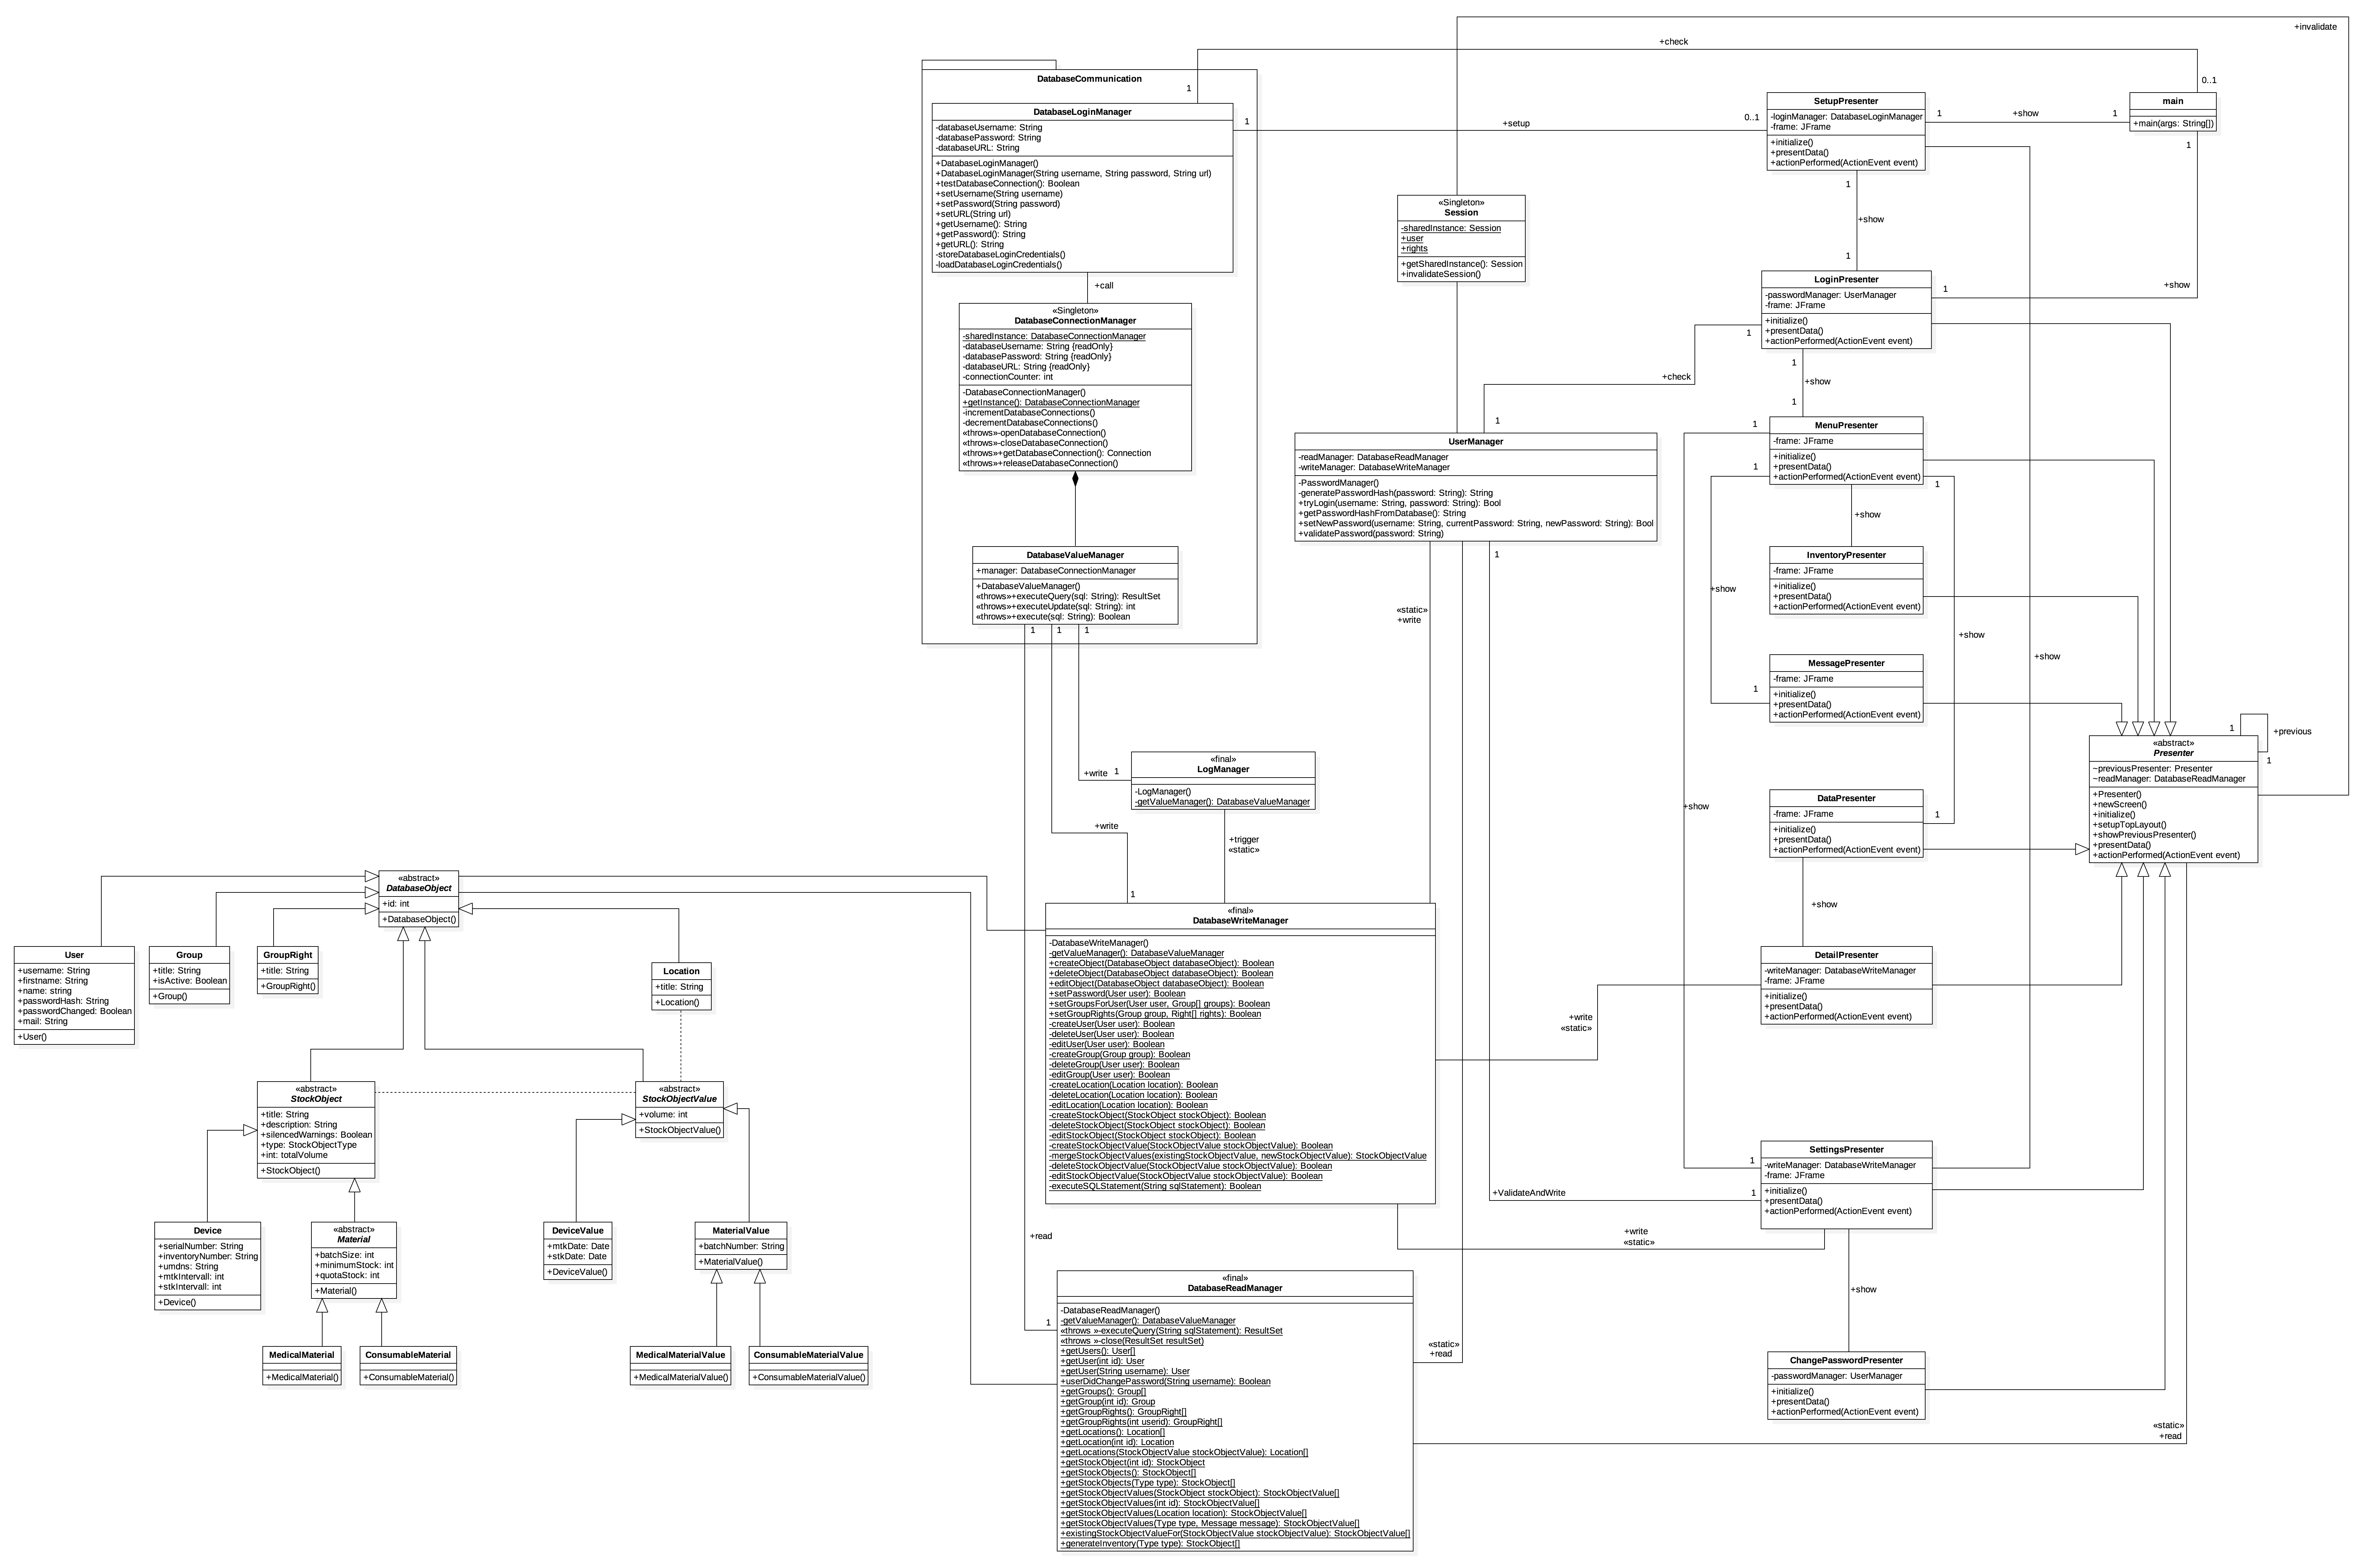 +invalidate
+check
DatabaseCommunication
1
0..1
DatabaseLoginManager
-databaseUsername: String
-databasePassword: String
-databaseURL: String
+DatabaseLoginManager()
+DatabaseLoginManager(String username, String password, String url)
+testDatabaseConnection(): Boolean
+setUsername(String username)
+setPassword(String password)
+setURL(String url)
+getUsername(): String
+getPassword(): String
+getURL(): String
-storeDatabaseLoginCredentials()
-loadDatabaseLoginCredentials()
1
+setup
0..1
SetupPresenter
-loginManager: DatabaseLoginManager
-frame: JFrame
+initialize()
+presentData()
+actionPerformed(ActionEvent event)
1
+show
1
main
+main(args: String[])
1
1
+show
1
«Singleton»
Session
-sharedInstance: Session
+user
+rights
+getSharedInstance(): Session
+invalidateSession()
+call
«Singleton»
DatabaseConnectionManager
-sharedInstance: DatabaseConnectionManager
-databaseUsername: String {readOnly}
-databasePassword: String {readOnly}
-databaseURL: String {readOnly}
-connectionCounter: int
-DatabaseConnectionManager()
+getInstance(): DatabaseConnectionManager
-incrementDatabaseConnections()
-decrementDatabaseConnections()
«throws»-openDatabaseConnection()
«throws»-closeDatabaseConnection()
«throws»+getDatabaseConnection(): Connection
«throws»+releaseDatabaseConnection()
LoginPresenter
-passwordManager: UserManager
-frame: JFrame
+initialize()
+presentData()
+actionPerformed(ActionEvent event)
1
+show
1
+check
1
1
+show
1
UserManager
-readManager: DatabaseReadManager
-writeManager: DatabaseWriteManager
-PasswordManager()
-generatePasswordHash(password: String): String
+tryLogin(username: String, password: String): Bool
+getPasswordHashFromDatabase(): String
+setNewPassword(username: String, currentPassword: String, newPassword: String): Bool
+validatePassword(password: String)
1
MenuPresenter
-frame: JFrame
+initialize()
+presentData()
+actionPerformed(ActionEvent event)
1
1
1
+show
DatabaseValueManager
+manager: DatabaseConnectionManager
+DatabaseValueManager()
«throws»+executeQuery(sql: String): ResultSet
«throws»+executeUpdate(sql: String): int
«throws»+execute(sql: String): Boolean
1
1
1
InventoryPresenter
-frame: JFrame
+initialize()
+presentData()
+actionPerformed(ActionEvent event)
+show
«static»
+write
+show
+show
MessagePresenter
-frame: JFrame
+initialize()
+presentData()
+actionPerformed(ActionEvent event)
1
1
+previous
1
«abstract»
Presenter
~previousPresenter: Presenter
~readManager: DatabaseReadManager
+Presenter()
+newScreen()
+initialize()
+setupTopLayout()
+showPreviousPresenter()
+presentData()
+actionPerformed(ActionEvent event)
«final»
LogManager
-LogManager()
-getValueManager(): DatabaseValueManager
+write
1
+write
+trigger
«static»
1
DataPresenter
-frame: JFrame
+initialize()
+presentData()
+actionPerformed(ActionEvent event)
1
+show
+show
«abstract»
DatabaseObject
+id: int
+DatabaseObject()
User
+username: String
+firstname: String
+name: string
+passwordHash: String
+passwordChanged: Boolean
+mail: String
+User()
Group
+title: String
+isActive: Boolean
+Group()
GroupRight
+title: String
+GroupRight()
Location
+title: String
+Location()
«final»
DatabaseWriteManager
-DatabaseWriteManager()
-getValueManager(): DatabaseValueManager
+createObject(DatabaseObject databaseObject): Boolean
+deleteObject(DatabaseObject databaseObject): Boolean
+editObject(DatabaseObject databaseObject): Boolean
+setPassword(User user): Boolean
+setGroupsForUser(User user, Group[] groups): Boolean
+setGroupRights(Group group, Right[] rights): Boolean
-createUser(User user): Boolean
-deleteUser(User user): Boolean
-editUser(User user): Boolean
-createGroup(Group group): Boolean
-deleteGroup(User user): Boolean
-editGroup(User user): Boolean
-createLocation(Location location): Boolean
-deleteLocation(Location location): Boolean
-editLocation(Location location): Boolean
-createStockObject(StockObject stockObject): Boolean
-deleteStockObject(StockObject stockObject): Boolean
-editStockObject(StockObject stockObject): Boolean
-createStockObjectValue(StockObjectValue stockObjectValue): Boolean
-mergeStockObjectValues(existingStockObjectValue, newStockObjectValue): StockObjectValue
-deleteStockObjectValue(StockObjectValue stockObjectValue): Boolean
-editStockObjectValue(StockObjectValue stockObjectValue): Boolean
-executeSQLStatement(String sqlStatement): Boolean
DetailPresenter
-writeManager: DatabaseWriteManager
-frame: JFrame
+initialize()
+presentData()
+actionPerformed(ActionEvent event)
+write
«static»
«abstract»
StockObject
+title: String
+description: String
+silencedWarnings: Boolean
+type: StockObjectType
+int: totalVolume
+StockObject()
«abstract»
StockObjectValue
+volume: int
+StockObjectValue()
SettingsPresenter
-writeManager: DatabaseWriteManager
-frame: JFrame
+initialize()
+presentData()
+actionPerformed(ActionEvent event)
1
+ValidateAndWrite
1
+write
«static»
+show
Device
+serialNumber: String
+inventoryNumber: String
+umdns: String
+mtkIntervall: int
+stkIntervall: int
+Device()
«abstract»
Material
+batchSize: int
+minimumStock: int
+quotaStock: int
+Material()
DeviceValue
+mtkDate: Date
+stkDate: Date
+DeviceValue()
MaterialValue
+batchNumber: String
+MaterialValue()
+read
1
MedicalMaterial
+MedicalMaterial()
ConsumableMaterial
+ConsumableMaterial()
MedicalMaterialValue
+MedicalMaterialValue()
ConsumableMaterialValue
+ConsumableMaterialValue()
«final»
DatabaseReadManager
-DatabaseReadManager()
-getValueManager(): DatabaseValueManager
«throws »-executeQuery(String sqlStatement): ResultSet
«throws »-close(ResultSet resultSet)
+getUsers(): User[]
+getUser(int id): User
+getUser(String username): User
+userDidChangePassword(String username): Boolean
+getGroups(): Group[]
+getGroup(int id): Group
+getGroupRights(): GroupRight[]
+getGroupRights(int userid): GroupRight[]
+getLocations(): Location[]
+getLocation(int id): Location
+getLocations(StockObjectValue stockObjectValue): Location[]
+getStockObject(int id): StockObject
+getStockObjects(): StockObject[]
+getStockObjects(Type type): StockObject[]
+getStockObjectValues(StockObject stockObject): StockObjectValue[]
+getStockObjectValues(int id): StockObjectValue[]
+getStockObjectValues(Location location): StockObjectValue[]
+getStockObjectValues(Type type, Message message): StockObjectValue[]
+existingStockObjectValueFor(StockObjectValue stockObjectValue): StockObjectValue[]
+generateInventory(Type type): StockObject[]
«static»
+read
ChangePasswordPresenter
-passwordManager: UserManager
+initialize()
+presentData()
+actionPerformed(ActionEvent event)
«static»
+read